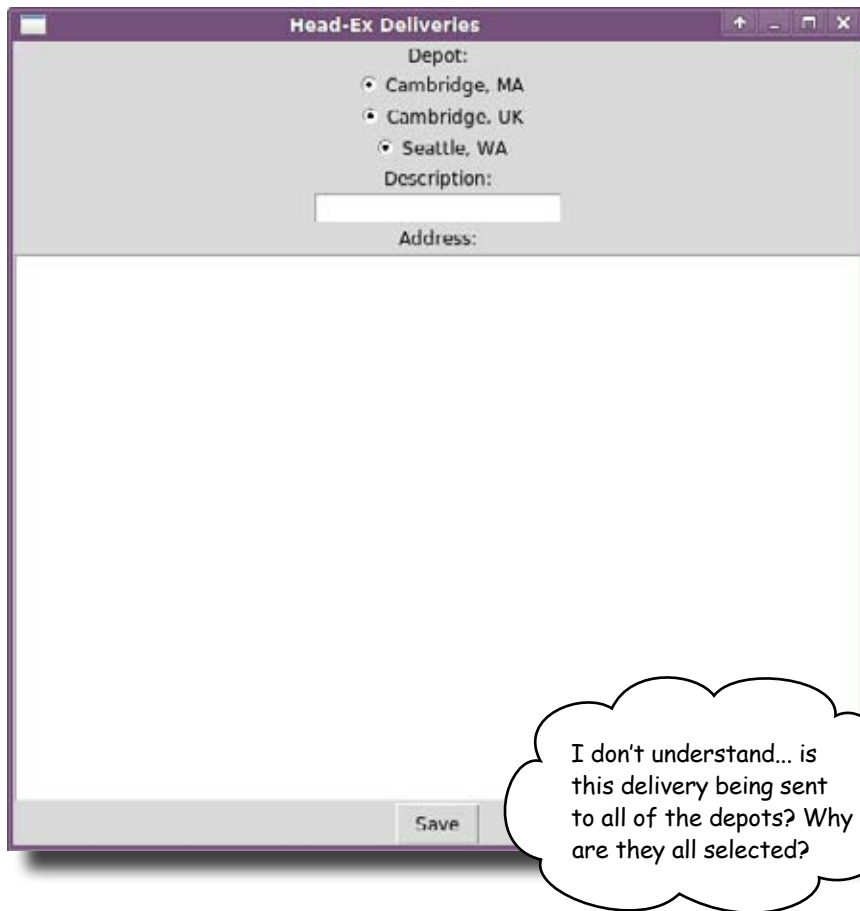 Head-Ex Deliveries
Depot:
Cambridge, MA
Cambridge, UK
Seattle, WA
Description:
Address:
Save
I don't understand... is
this delivery being sent
to all of the depots? Why
are they all selected?